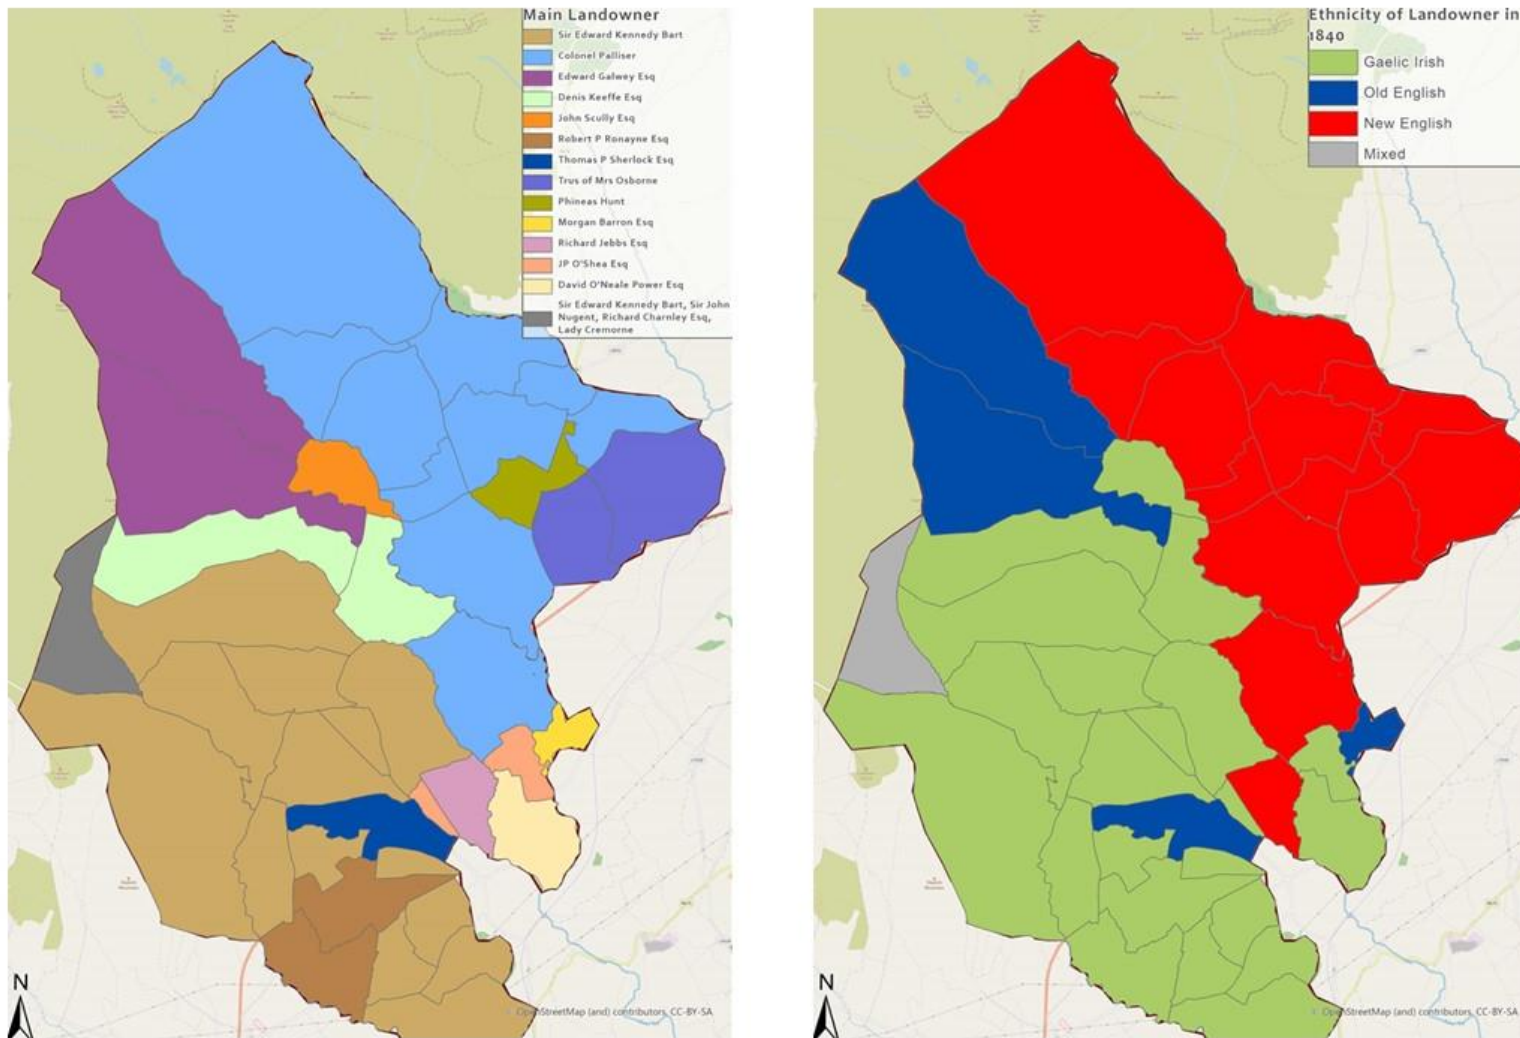 Main Landowner
Sir Edward Kennedy Bart
Colonel Palliser
Edward Galwey Esq
Denis Keeffe Esq
John Scully Esq
Robert P Ronayne Esq
Thomas P Sherlock Esq
Trus of Mrs Osborne
Phineas Hunt
Morgan Barron Esq
Richard Jebbs Esq
JP O'Shea Esq
David O'Neale Power Esq
Sir Edward Kennedy Bart, Sir John
Nugent, Richard Charnley Esq,
Lady Cremorne
N
OpenStreetMap (and) contributors, CC-BY-SA
Ethnicity of Landowner in
1840
Gaelic Irish
Old English
New English
Mixed
N
OpenStreetMap (and) contributors, CC-BY-SA